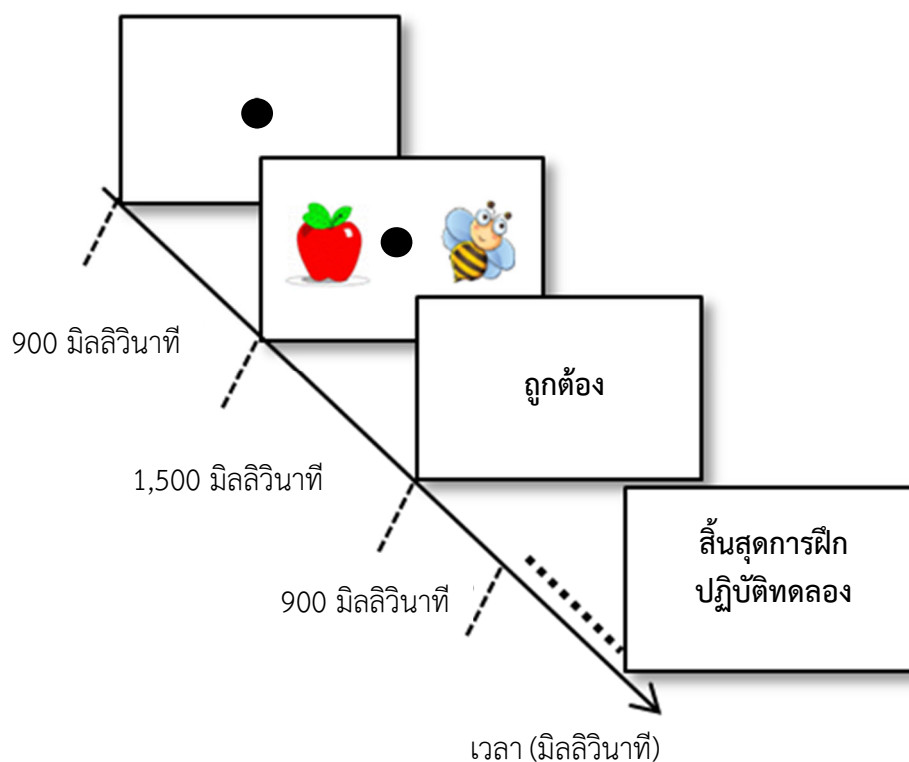 900 มิลลิวินาที
ถูกต้อง
1,500 มิลลิวินาที
สิ้นสุดการฝึก
ปฏิบัติทดลอง
900 มิลลิวินาที
เวลา (มิลลิวินาที)